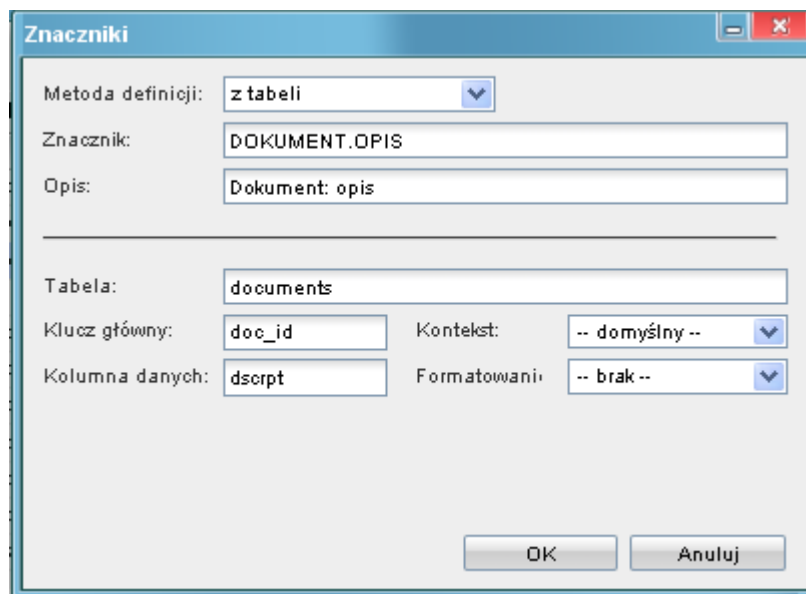 Znaczniki
Metoda definicji: z tabeli
Znacznik: DOKUMENT.OPIS
Opis: Dokument: opis
Tabela: documents
Klucz główny: doc_id Kontekst: -- domyślny --
Kolumna danych: dscrpt Formatowani -- brak --
OK Anuluj